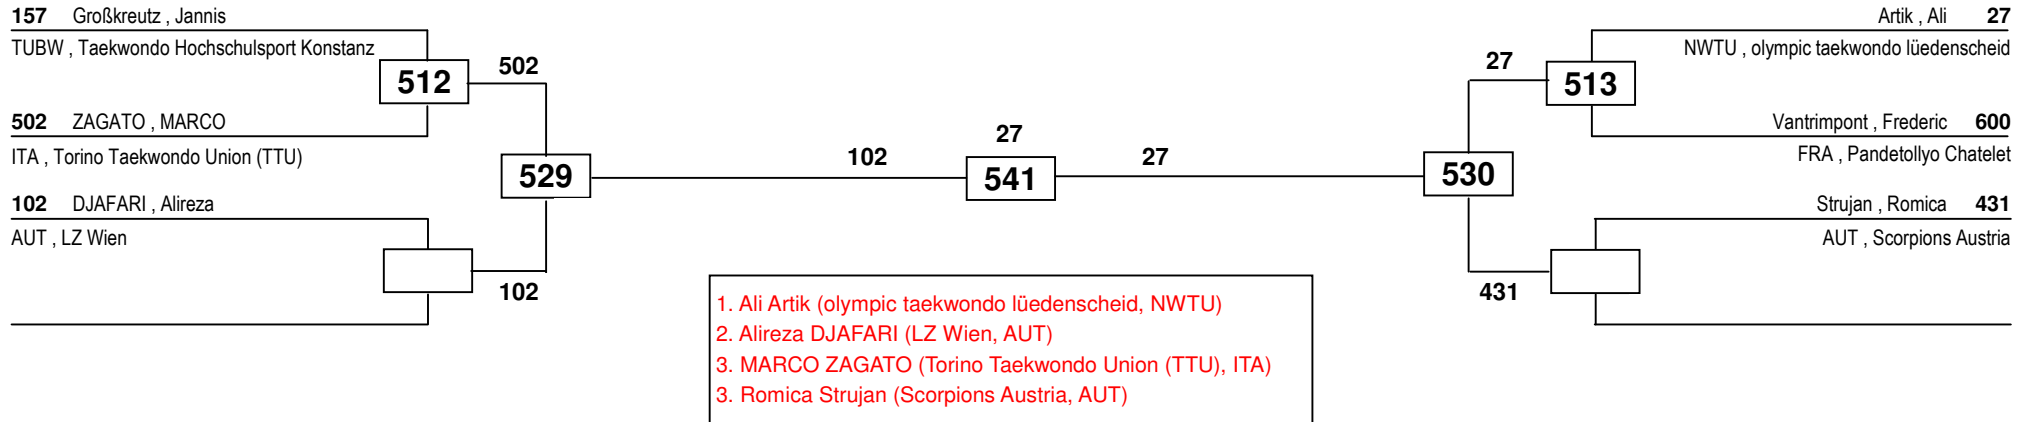 157 Großkreutz , Jannis
TUBW , Taekwondo Hochschulsport Konstanz
512
502
502 ZAGATO , MARCO
ITA , Torino Taekwondo Union (TTU)
529
102 DJAFARI , Alireza
AUT , LZ Wien
102
102
27
541
27
Artik , Ali 27
NWTU , olympic taekwondo lüedenscheid
27
513
Vantrimpont , Frederic 600
FRA , Pandetollyo Chatelet
530
Strujan , Romica 431
AUT , Scorpions Austria
431
1. Ali Artik (olympic taekwondo lüedenscheid, NWTU)
2. Alireza DJAFARI (LZ Wien, AUT)
3. MARCO ZAGATO (Torino Taekwondo Union (TTU), ITA)
3. Romica Strujan (Scorpions Austria, AUT)